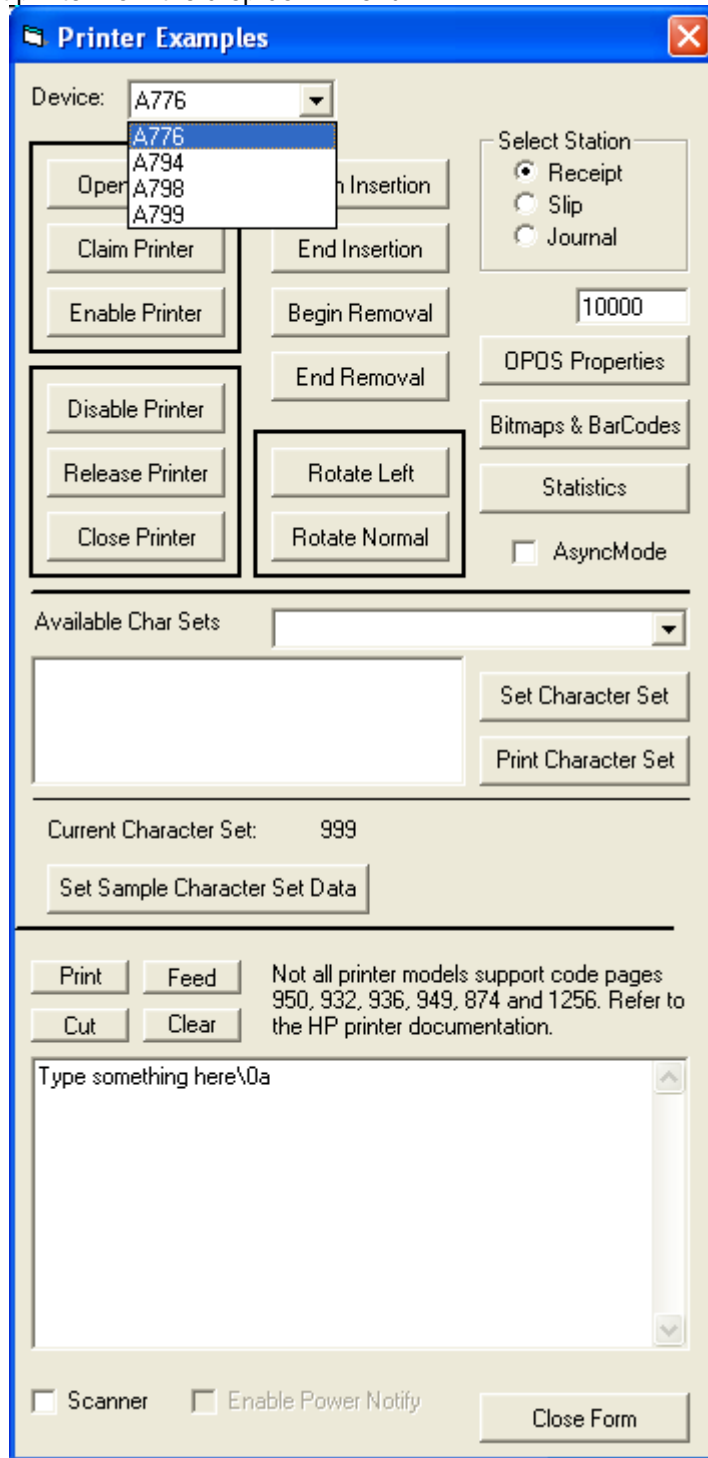 Printer Examples
Device: A776
A776
A794
A798
A799
Select Station
Receipt
Slip
Journal
Open
Insertion
Claim Printer
End Insertion
Enable Printer
Begin Removal
10000
End Removal
OPOS Properties
Disable Printer
Bitmaps & BarCodes
Release Printer
Rotate Left
Statistics
Close Printer
Rotate Normal
AsyncMode
Available Char Sets
Set Character Set
Print Character Set
Current Character Set: 999
Set Sample Character Set Data
Print Feed
Cut Clear
Not all printer models support code pages
950, 932, 936, 949, 874 and 1256. Refer to
the HP printer documentation.
Type something here\0a
Scanner Enable Power Notify
Close Form